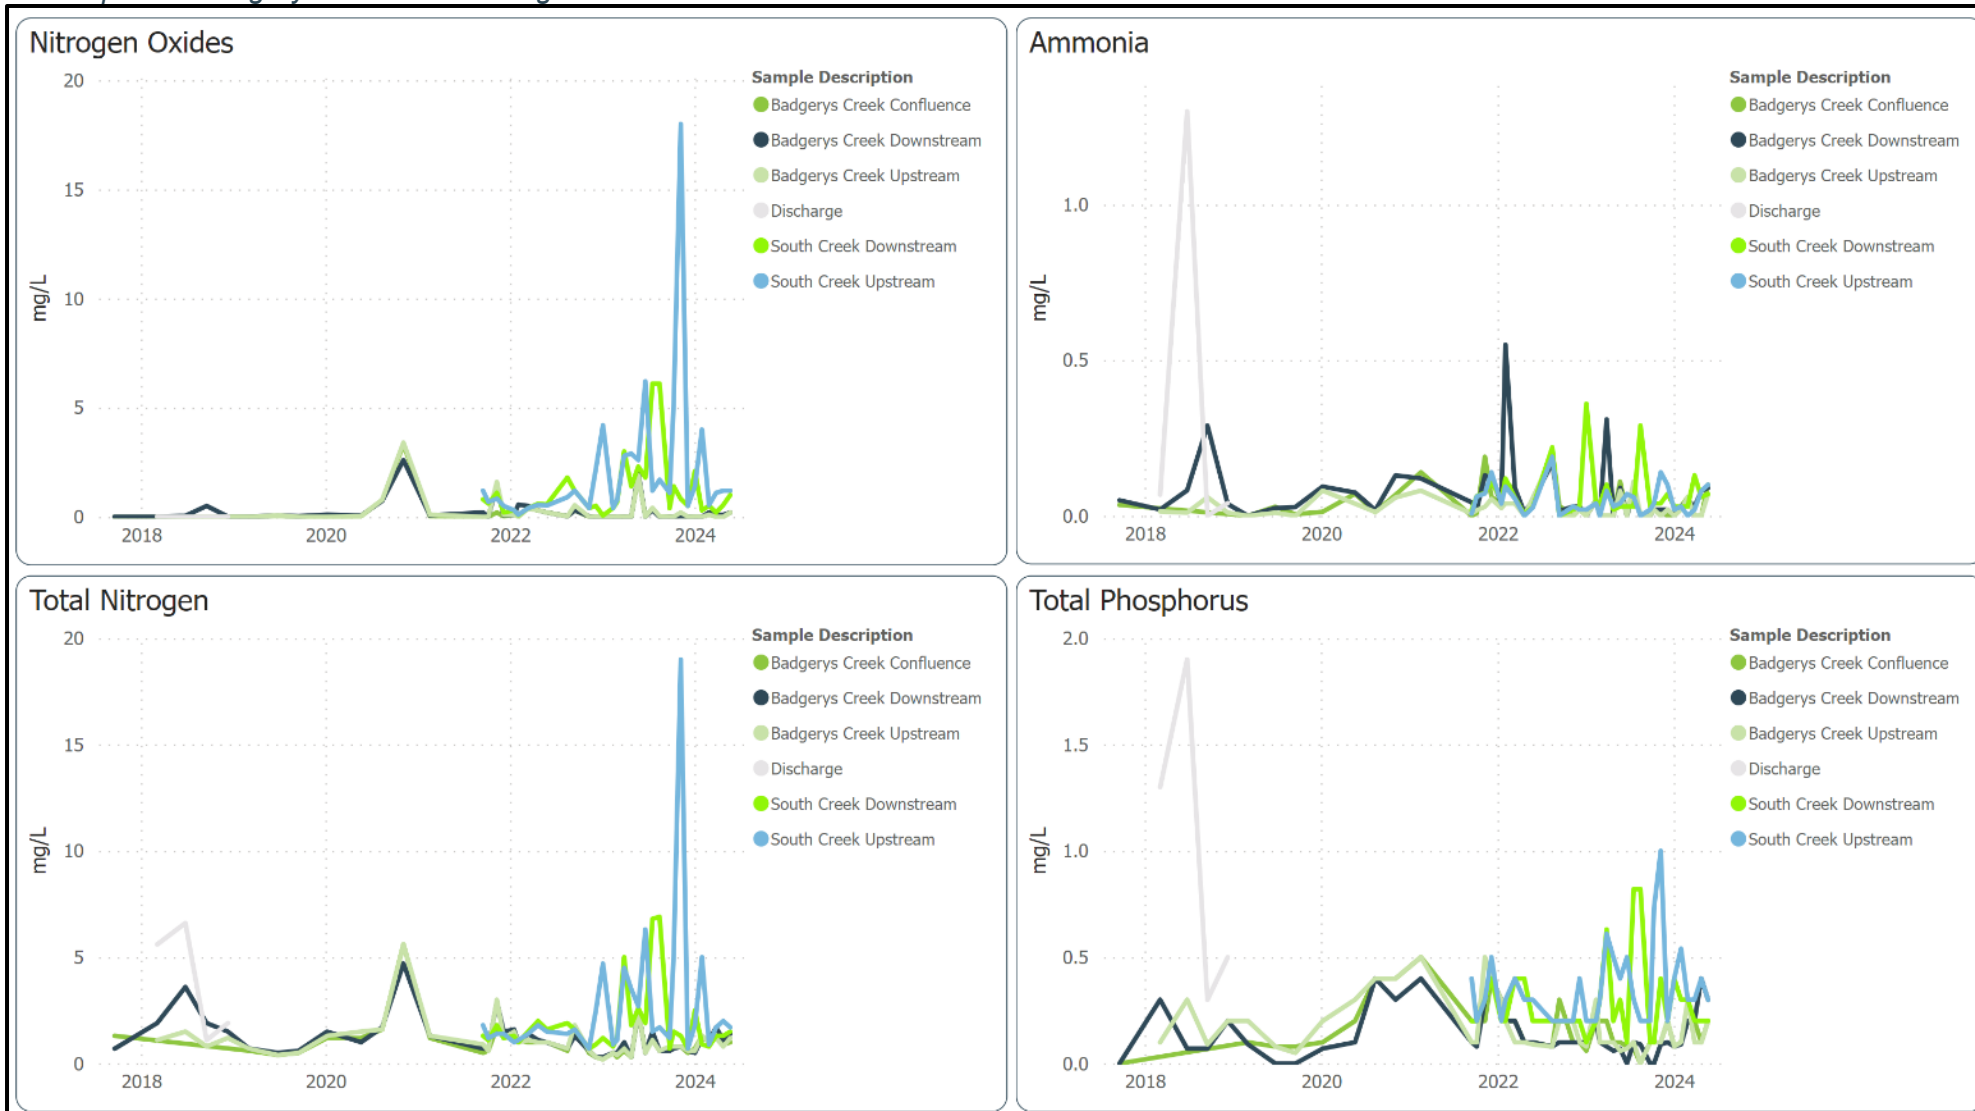 Nitrogen Oxides
Sample Description
Badgerys Creek Confluence
Badgerys Creek Downstream
Badgerys Creek Upstream
Discharge
South Creek Downstream
South Creek Upstream
mg/L
20
15
10
5
0
2018
2020
2022
2024
Ammonia
Sample Description
Badgerys Creek Confluence
Badgerys Creek Downstream
Badgerys Creek Upstream
Discharge
South Creek Downstream
South Creek Upstream
mg/L
1.0
0.5
0.0
2018
2020
2022
2024
Total Nitrogen
Sample Description
Badgerys Creek Confluence
Badgerys Creek Downstream
Badgerys Creek Upstream
Discharge
South Creek Downstream
South Creek Upstream
mg/L
20
15
10
5
0
2018
2020
2022
2024
Total Phosphorus
Sample Description
Badgerys Creek Confluence
Badgerys Creek Downstream
Badgerys Creek Upstream
Discharge
South Creek Downstream
South Creek Upstream
mg/L
2.0
1.5
1.0
0.5
0.0
2018
2020
2022
2024